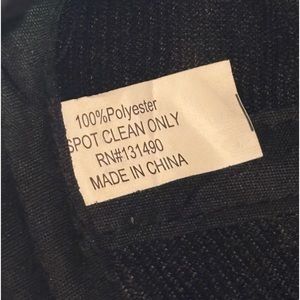 100%Polyester
SPOT CLEAN ONLY
RN#131490
MADE IN CHINA